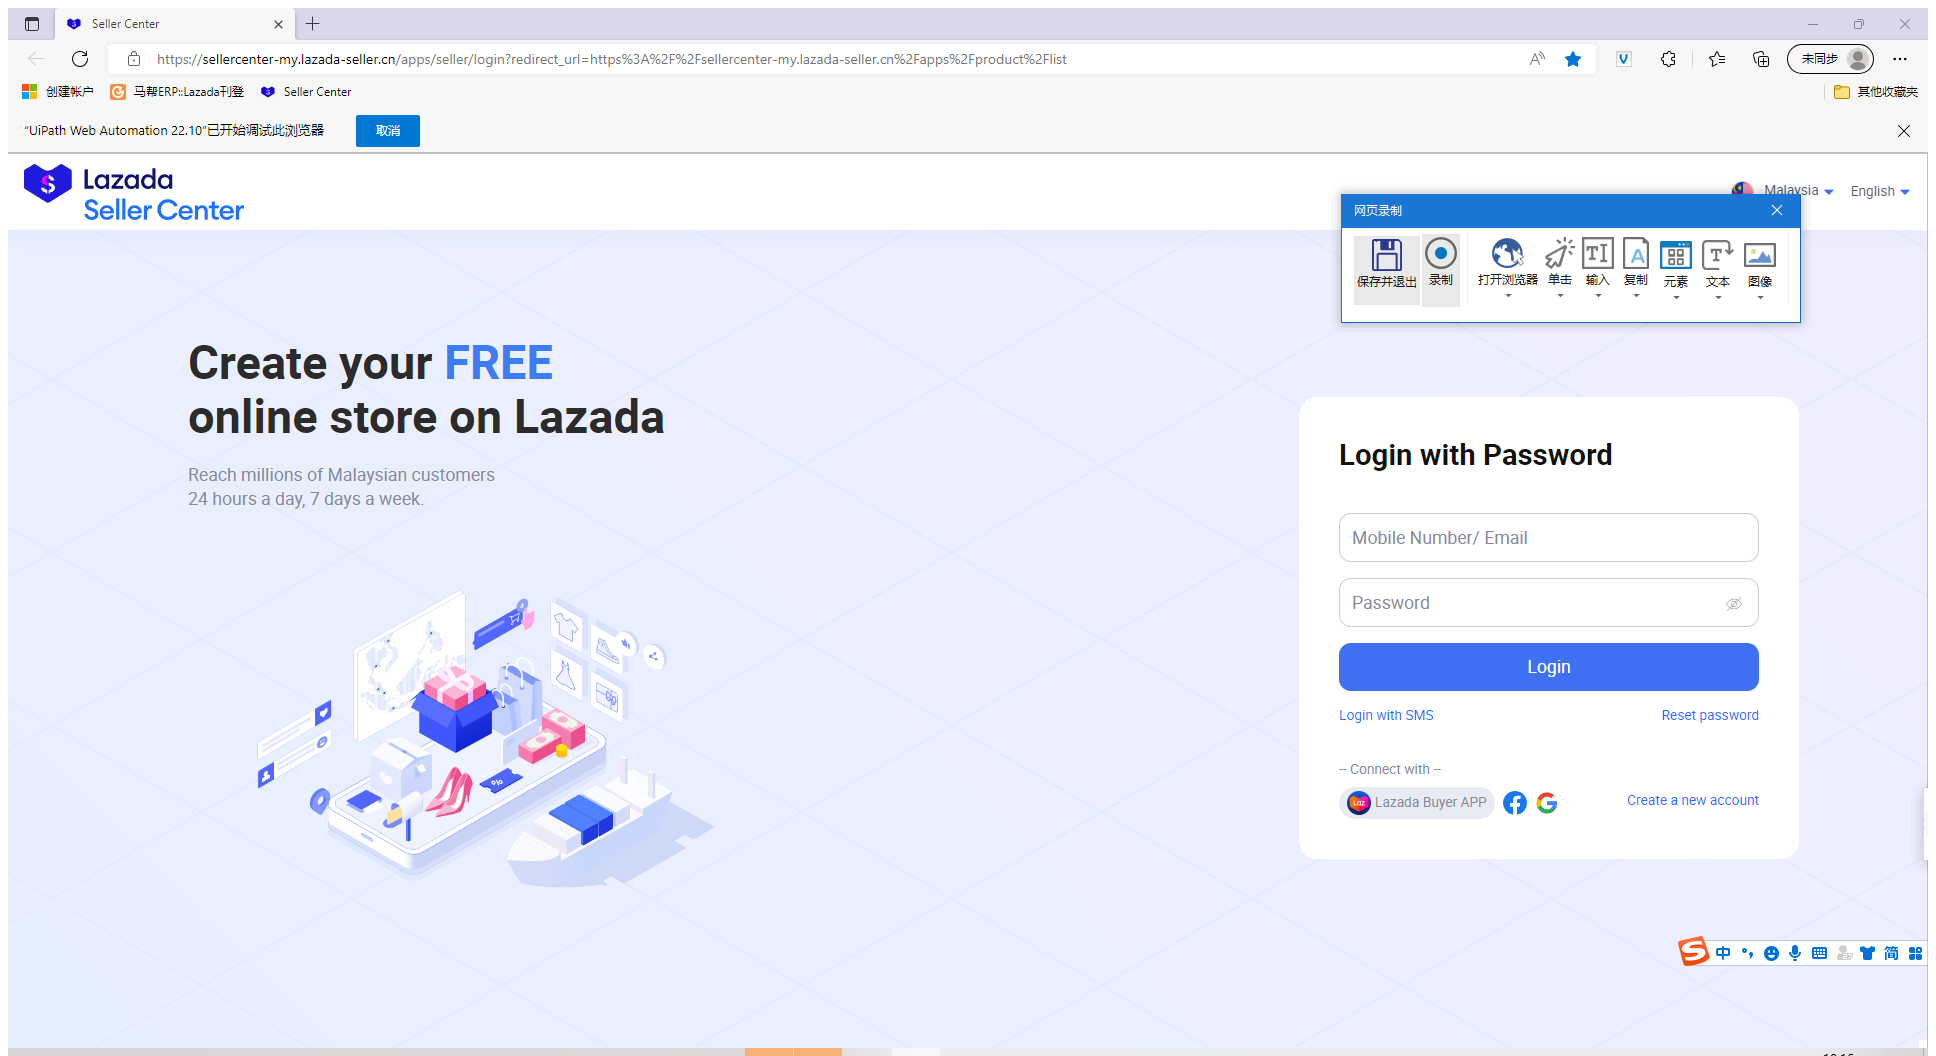 Seller Center
https://sellercenter-my.lazada-seller.cn/apps/seller/login?redirect_url=https%3A%2F%2Fsellercenter-my.lazada-seller.cn%2Fapps%2Fproduct%2Flist
未同步
创建帐户
马帮ERP::Lazada刊登
Seller Center
其他收藏夹
“UiPath Web Automation 22.10”已开始调试此浏览器
取消
Lazada
Seller Center
Malaysia
English
网页录制
保存并退出
录制
打开浏览器
单击
输入
复制
元素
文本
图像
Create your FREE
online store on Lazada
Reach millions of Malaysian customers
24 hours a day, 7 days a week.
Login with Password
Mobile Number/ Email
Password
Login
Login with SMS
Reset password
-- Connect with --
Lazada Buyer APP
Create a new account
中
简